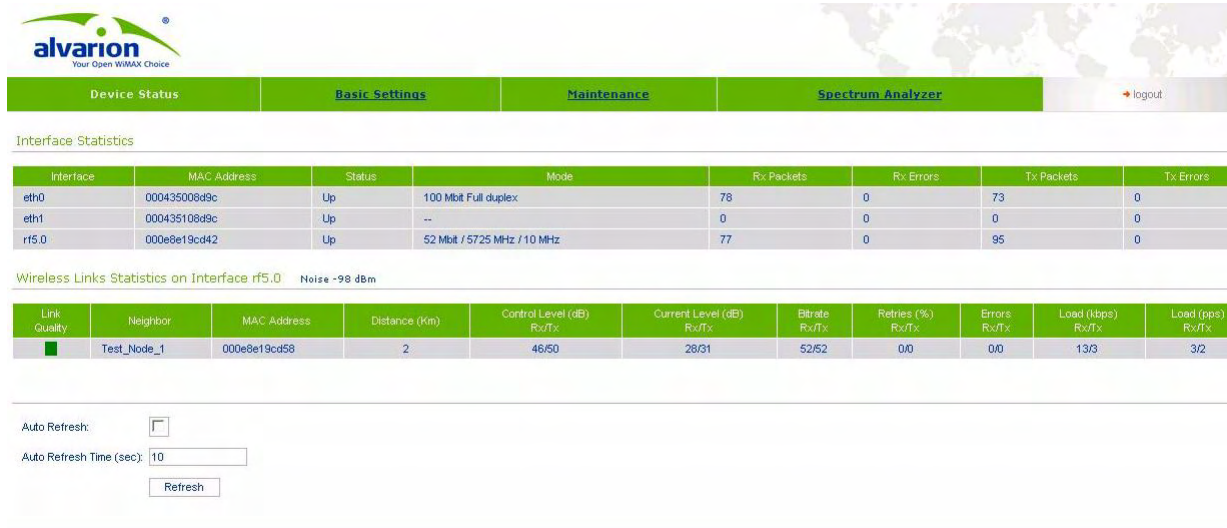 alvarion ®
Your Open WiMAX Choice
Device Status Basic Settings Maintenance Spectrum Analyzer logout
Interface Statistics
Interface MAC Address Status Mode Rx Packets Rx Errors Tx Packets Tx Errors
eth0 000435008d9c Up 100 Mbit Full duplex 78 0 73 0
eth1 000435108d9c Up -- 0 0 0 0
rf5.0 000e8e19cd42 Up 52 Mbit / 5725 MHz / 10 MHz 77 0 95 0
Wireless Links Statistics on Interface rf5.0 Noise -98 dBm
Link Quality Neighbor MAC Address Distance (Km) Control Level (dB) Rx/Tx Current Level (dB) Rx/Tx Bitrate Rx/Tx Retries (%) Rx/Tx Errors Rx/Tx Load (kbps) Rx/Tx Load (pps) Rx/Tx
Test_Node_1 000e8e19cd58 2 46/50 28/31 52/52 0/0 0/0 13/3 3/2
Auto Refresh:
Auto Refresh Time (sec): 10
Refresh